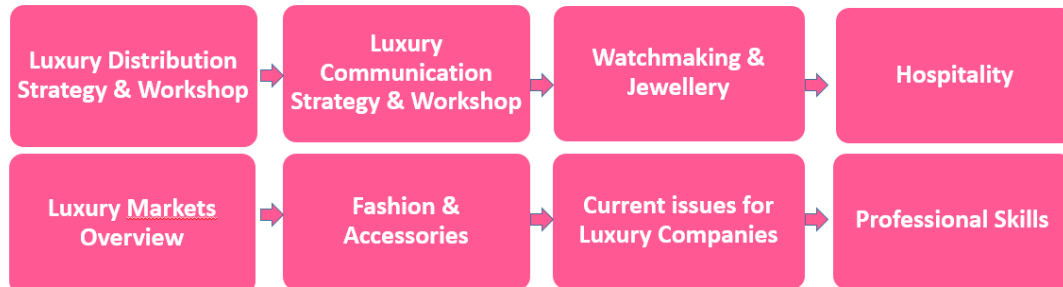 Luxury Distribution
Strategy & Workshop
Luxury
Communication
Strategy & Workshop
Watchmaking &
Jewellery
Hospitality
Luxury Markets
Overview
Fashion &
Accessories
Current issues for
Luxury Companies
Professional Skills